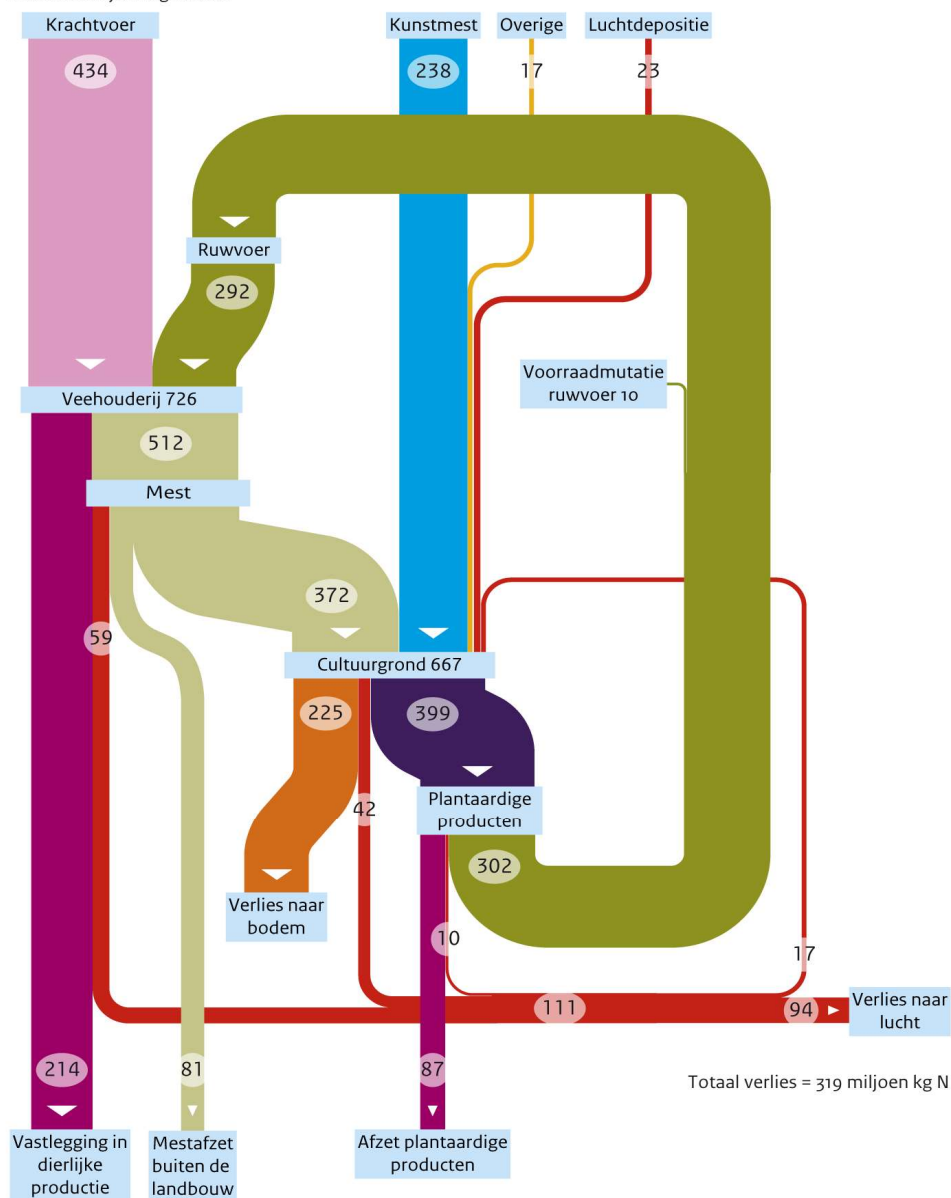 Krachtvoer
Kunstmest
Overige
Luchtdepositie
434
238
17
23
Ruwvoer
292
Voorraadmutatie
ruwvoer 10
Veehouderij 726
512
Mest
372
59
Cultuurgrond 667
225
399
42
Plantaardige
producten
302
Verlies naar
bodem
10
17
111
94
Verlies naar
lucht
214
81
87
Totaal verlies = 319 miljoen kg N
Vastlegging in
dierlijke
productie
Mestafzet
buiten de
landbouw
Afzet plantaardige
producten